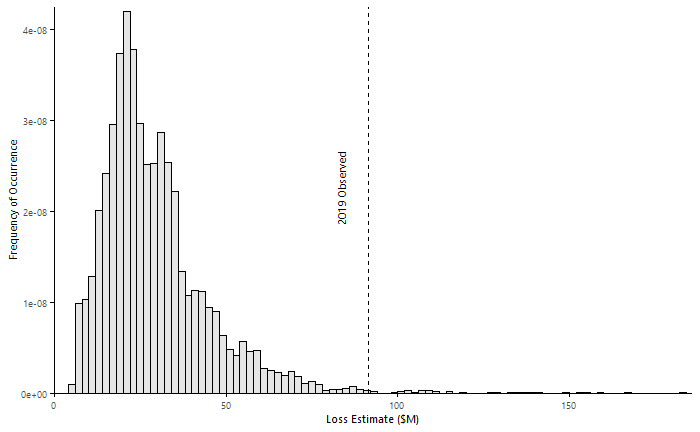 4e-08
3e-08
2e-08
1e-08
0e+00
Frequency of Occurrence
2019 Observed
0
50
100
150
Loss Estimate ($M)